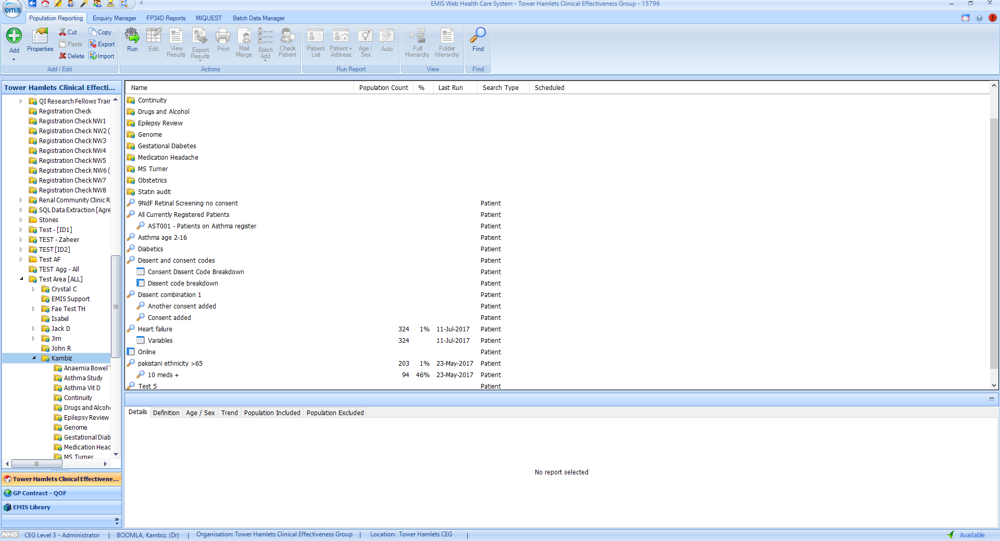 EMIS Web Health Care System - Tower Hamlets Clinical Effectiveness Group - 15796
emis
Population Reporting Enquiry Manager FP34D Reports MIQUEST Batch Data Manager
Add Properties Cut Copy Paste Export Delete Import
Run Edit View Results Export Results Print Mail Merge Batch Add Check Patient
Patient List Patient + Address Age / Sex Auto
Full Hierarchy Folder Hierarchy Find
Add / Edit Actions Run Report View Find
Tower Hamlets Clinical Effecti...
QI Research Fellows Trair
Registration Check
Registration Check NW1
Registration Check NW2 (
Registration Check NW3
Registration Check NW4
Registration Check NW5
Registration Check NW6 (
Registration Check NW7
Registration Check NW8
Renal Community Clinic R
SQL Data Extraction [Agre
Stones
Test - [ID1]
TEST - Zaheer
TEST [ID2]
Test AF
TEST Agg - All
Test Area [ALL]
Crystal C
EMIS Support
Fae Test TH
Isabel
Jack D
Jim
John R
Kambiz
Anaemia Bowel T
Asthma Study
Asthma Vit D
Continuity
Drugs and Alcoho
Epilepsy Review
Genome
Gestational Diab
Medication Head
MS Turner
Tower Hamlets Clinical Effectivene...
GP Contract - QOF
EMIS Library
Name Population Count % Last Run Search Type Scheduled
Continuity
Drugs and Alcohol
Epilepsy Review
Genome
Gestational Diabetes
Medication Headache
MS Turner
Obstetrics
Statin audit
9NdF Retinal Screening no consent Patient
All Currently Registered Patients Patient
AST001 - Patients on Asthma register Patient
Asthma age 2-16 Patient
Diabetics Patient
Dissent and consent codes Patient
Consent Dissent Code Breakdown Patient
Dissent code breakdown Patient
Dissent combinatiion 1 Patient
Another consent added Patient
Consent added Patient
Heart failure 324 1% 11-Jul-2017 Patient
Variables 324 11-Jul-2017 Patient
Online Patient
pakistani ethnicity >65 203 1% 23-May-2017 Patient
10 meds + 94 46% 23-May-2017 Patient
Test 5 Patient
Details Definition Age / Sex Trend Population Included Population Excluded
No report selected
NHS CEG Level 3 - Administrator | BOOMLA, Kambiz. (Dr) | Organisation: Tower Hamlets Clinical Effectiveness Group | Location: Tower Hamlets CEG | Available